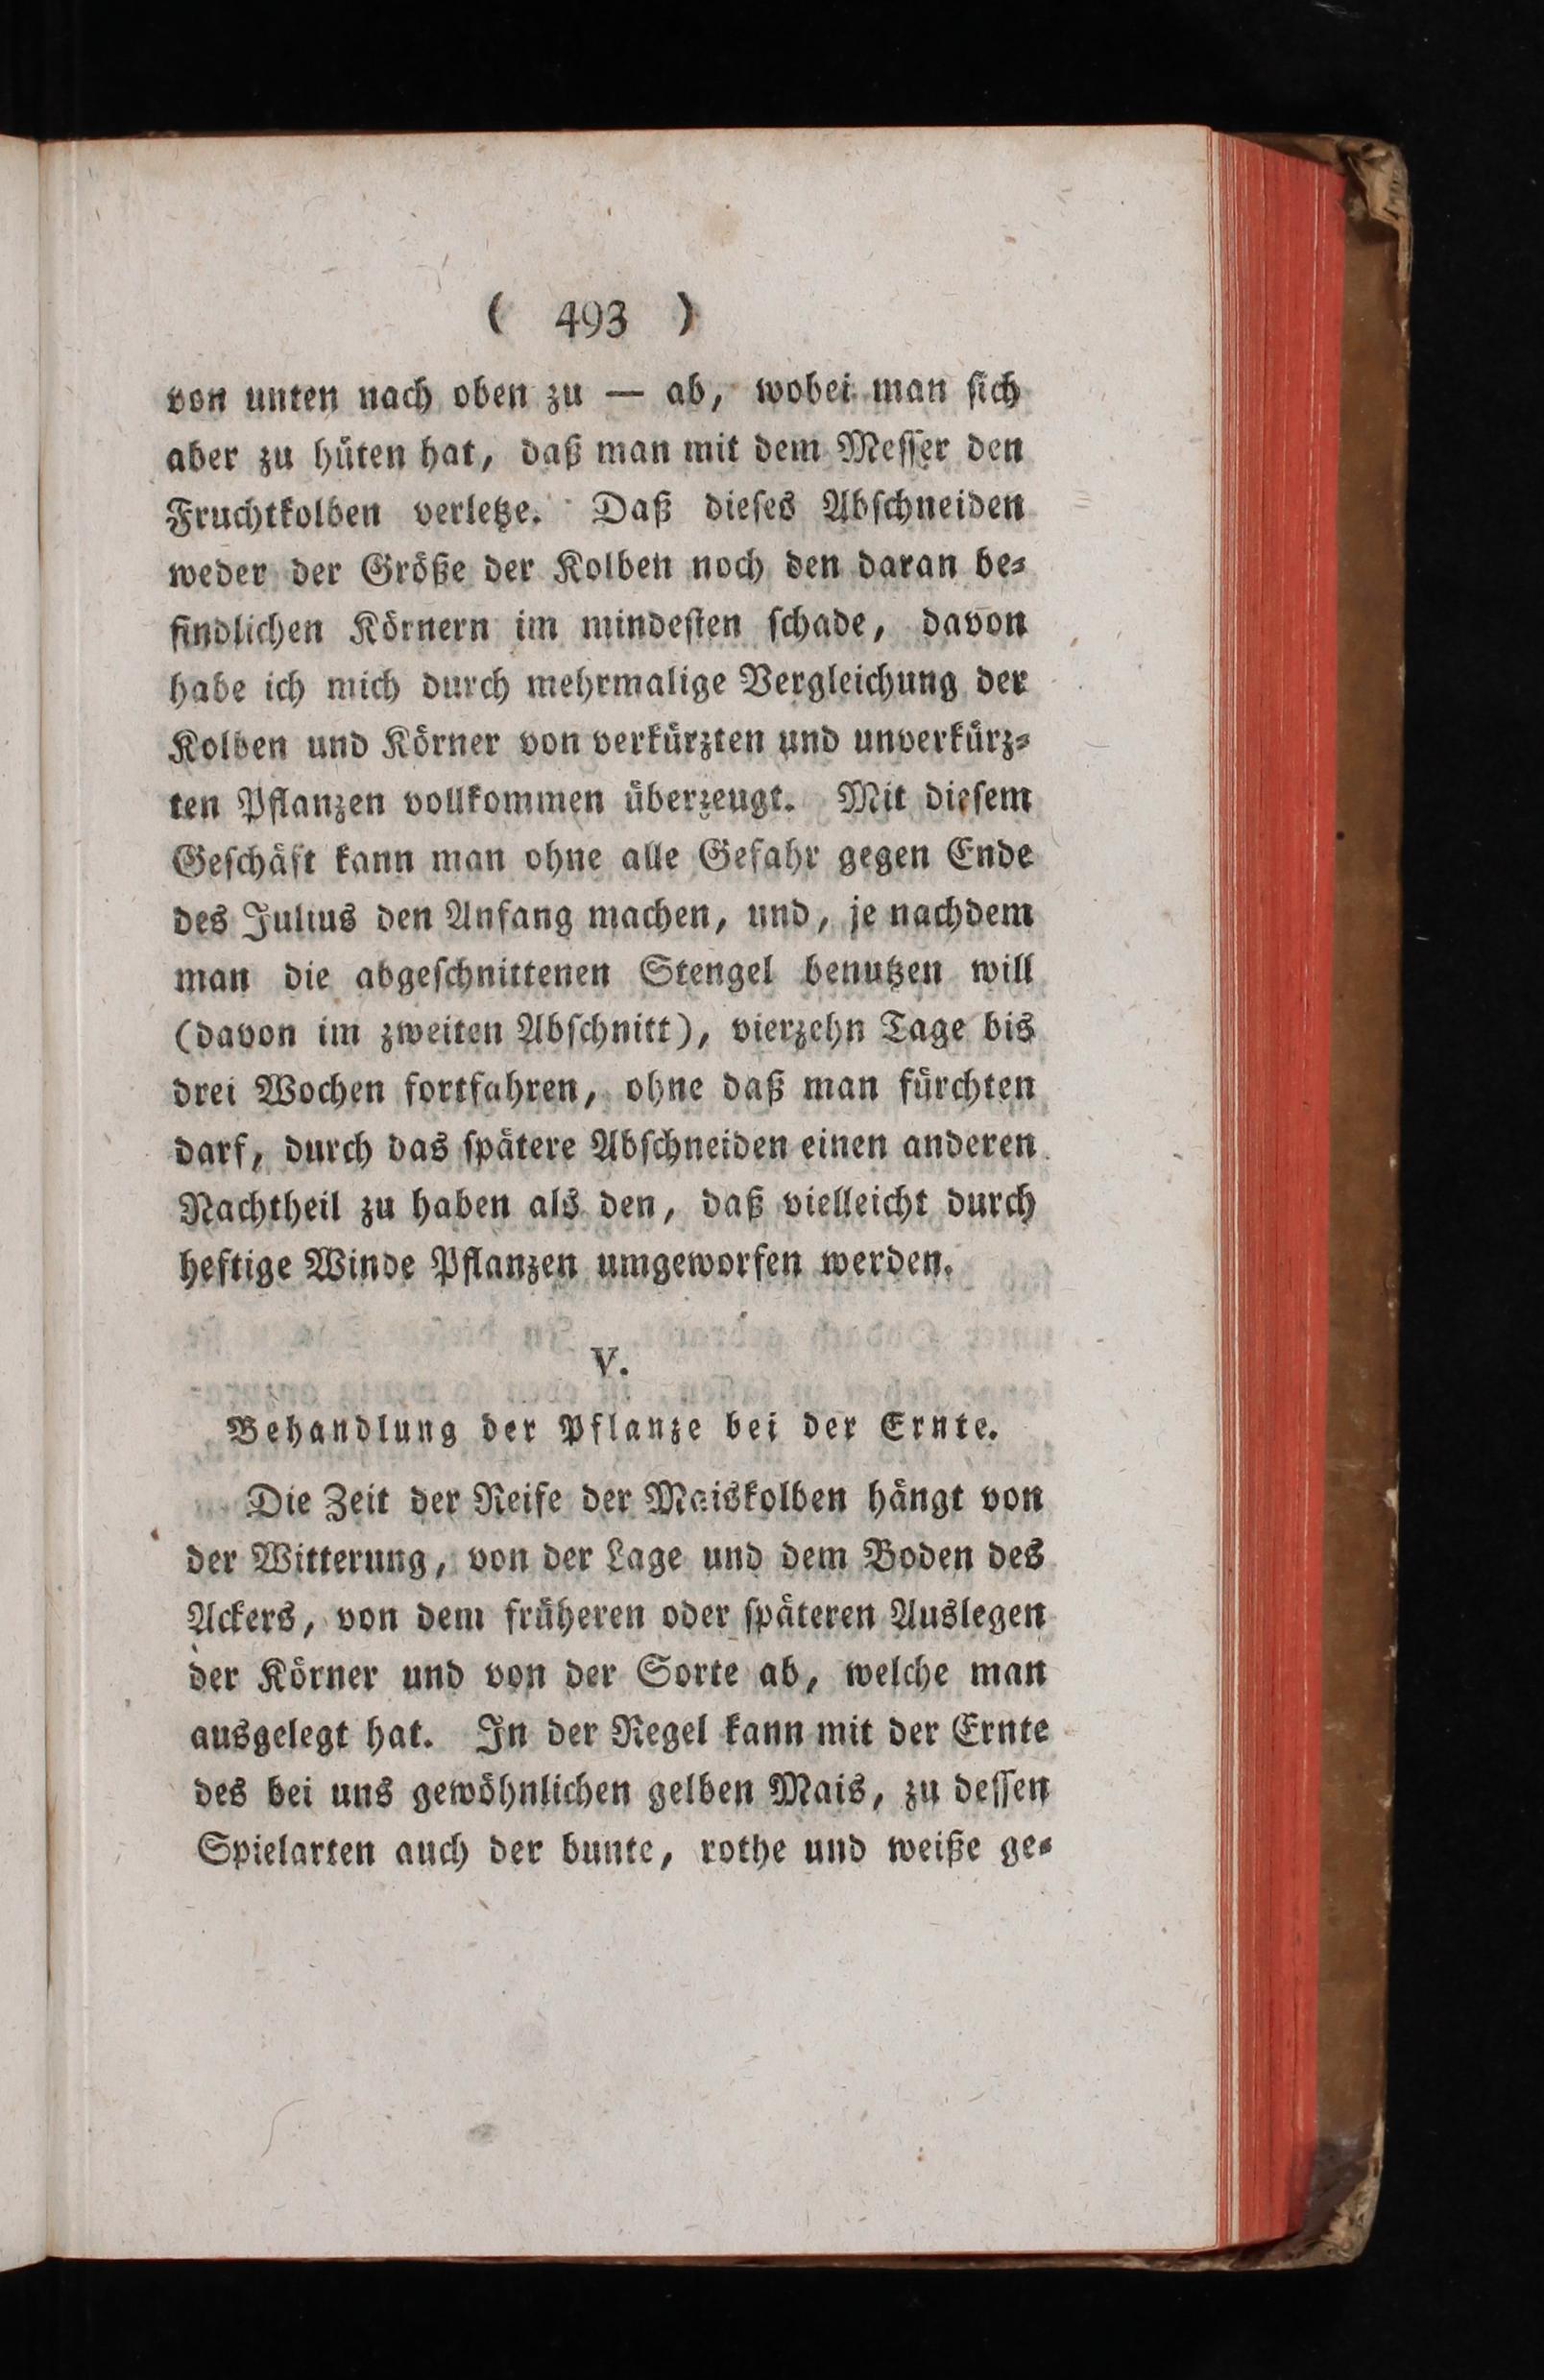 ( 493 )
von unten nach oben zu — ab, wobei man sich
aber zu hüten hat, daß man mit dem Messer den
Fruchtkolben verletze. Daß dieses Abschneiden
weder der Größe der Kolben noch den daran be⸗
findlichen Körnern im mindesten schade, davon
habe ich mich durch mehrmalige Vergleichung der
Kolben und Körner von verkürzten und unverkürz⸗
ten Pflanzen vollkommen überzeugt. Mit diesem
Geschäft kann man ohne alle Gefahr gegen Ende
des Julius den Anfang machen, und, je nachdem
man die abgeschnittenen Stengel benutzen will
(davon im zweiten Abschnitt), vierzehn Tage bis
drei Wochen fortfahren, ohne daß man fürchten
darf, durch das spätere Abschneiden einen anderen
Nachtheil zu haben als den, daß vielleicht durch
heftige Winde Pflanzen umgeworfen werden.
V.
Behandlung der Pflanze bei der Ernte.
Die Zeit der Reife der Maiskolben hängt von
der Witterung, von der Lage und dem Boden des
Ackers, von dem früheren oder späteren Auslegen
der Körner und von der Sorte ab, welche man
ausgelegt hat. In der Regel kann mit der Ernte
des bei uns gewöhnlichen gelben Mais, zu dessen
Spielarten auch der bunte, rothe und weiße ge⸗